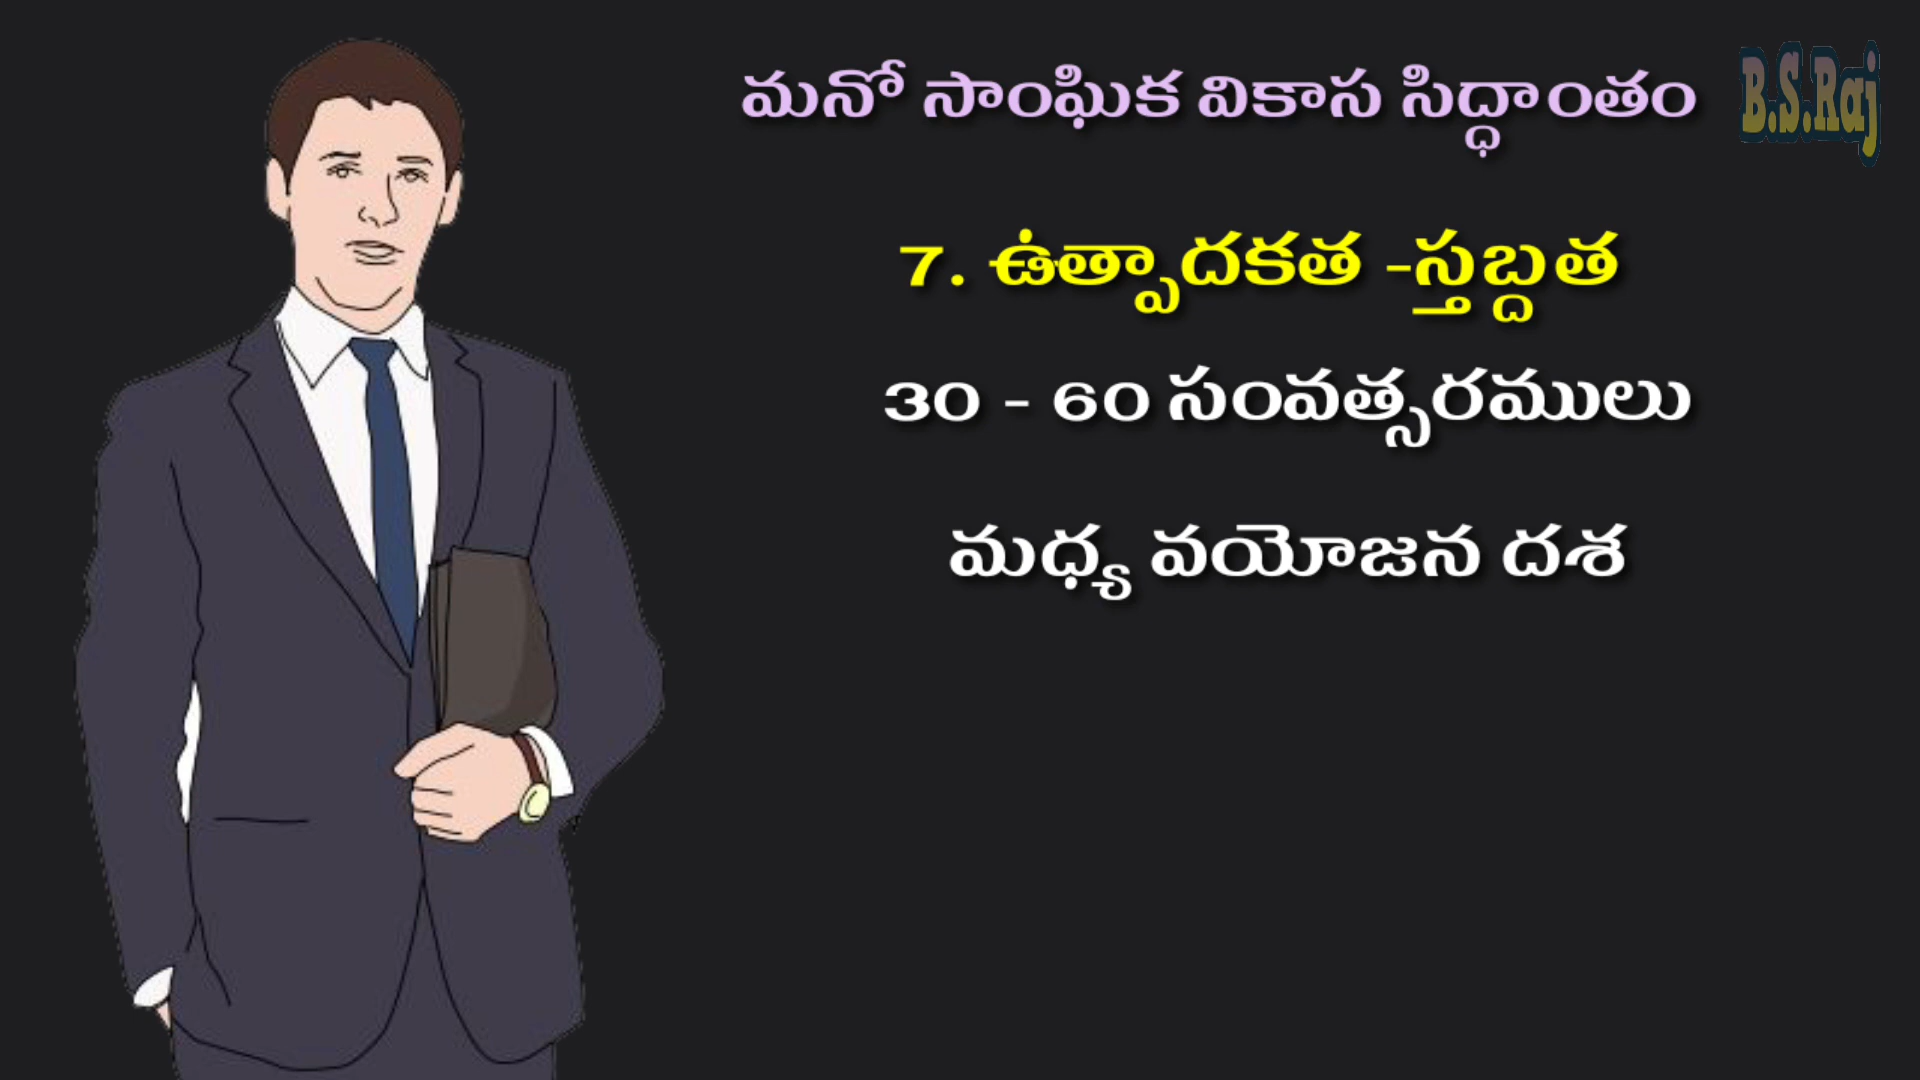 మనో సాంఘిక వికాస సిద్ధాంతం
B.S.Raj
7. ఉత్పాదకత -స్తబ్దత
30 - 60 సంవత్సరములు
మధ్య వయోజన దశ